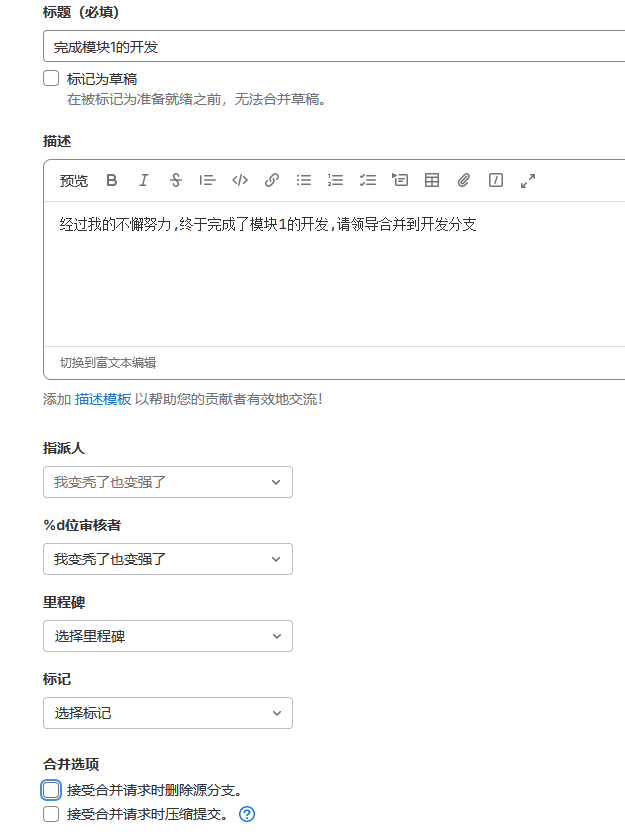 标题（必填）
完成模块1的开发
标记为草稿
在被标记为准备就绪之前，无法合并草稿。
描述
预览
经过我的不懈努力,终于完成了模块1的开发,请领导合并到开发分支
切换到富文本编辑
添加 描述模板 以帮助您的贡献者有效地交流！
指派人
我变秃了也变强了
%d位审核者
我变秃了也变强了
里程碑
选择里程碑
标记
选择标记
合并选项
接受合并请求时删除源分支。
接受合并请求时压缩提交。